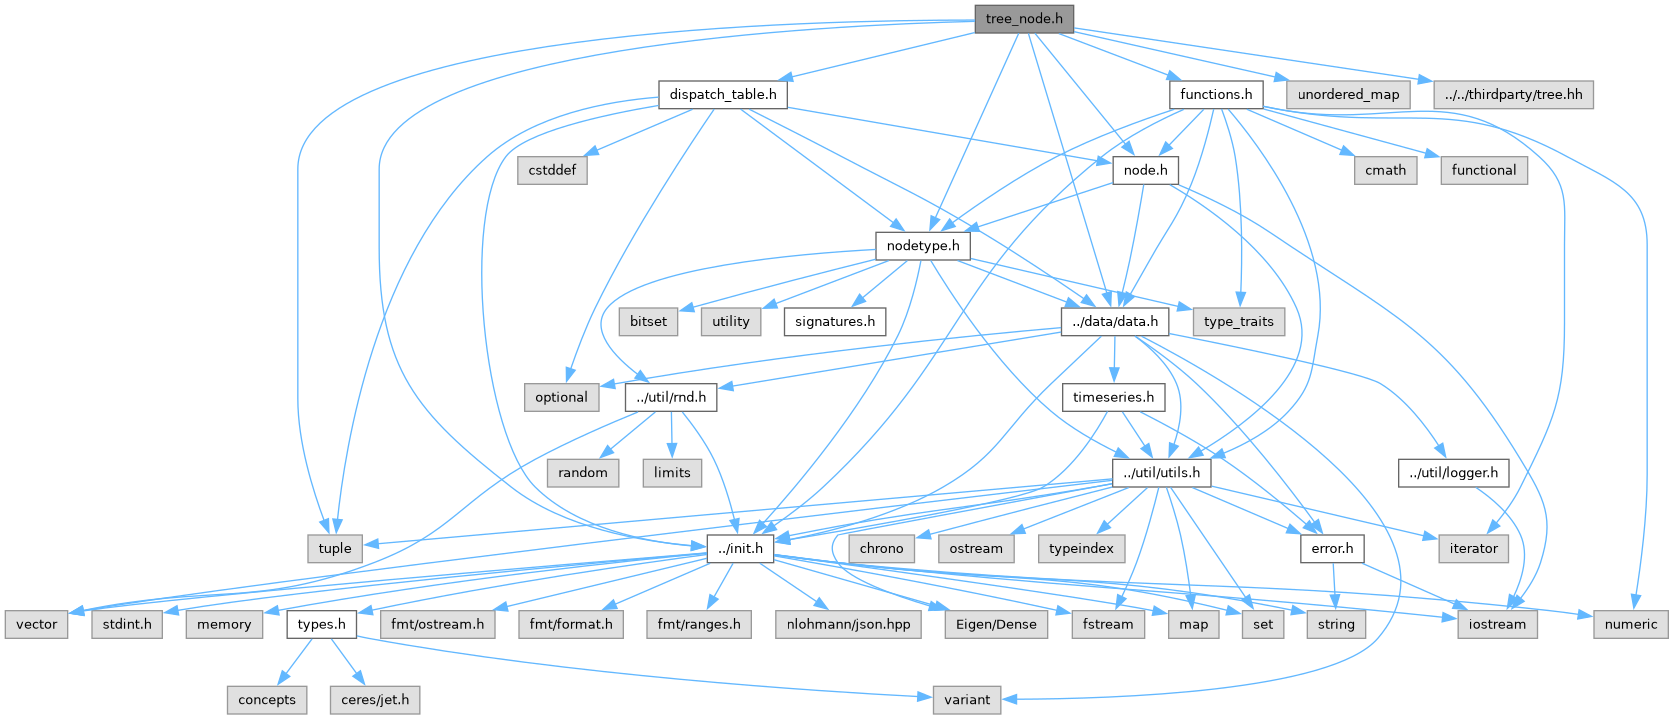 tree_node.h
dispatch_table.h
functions.h
unordered_map
../../thirdparty/tree.hh
cstddef
node.h
cmath
functional
nodetype.h
bitset
utility
signatures.h
../data/data.h
type_traits
optional
../util/rnd.h
timeseries.h
random
limits
../util/utils.h
../util/logger.h
tuple
../init.h
chrono
ostream
typeindex
error.h
iterator
vector
stdint.h
memory
types.h
fmt/ostream.h
fmt/format.h
fmt/ranges.h
nlohmann/json.hpp
Eigen/Dense
fstream
map
set
string
iostream
numeric
concepts
ceres/jet.h
variant